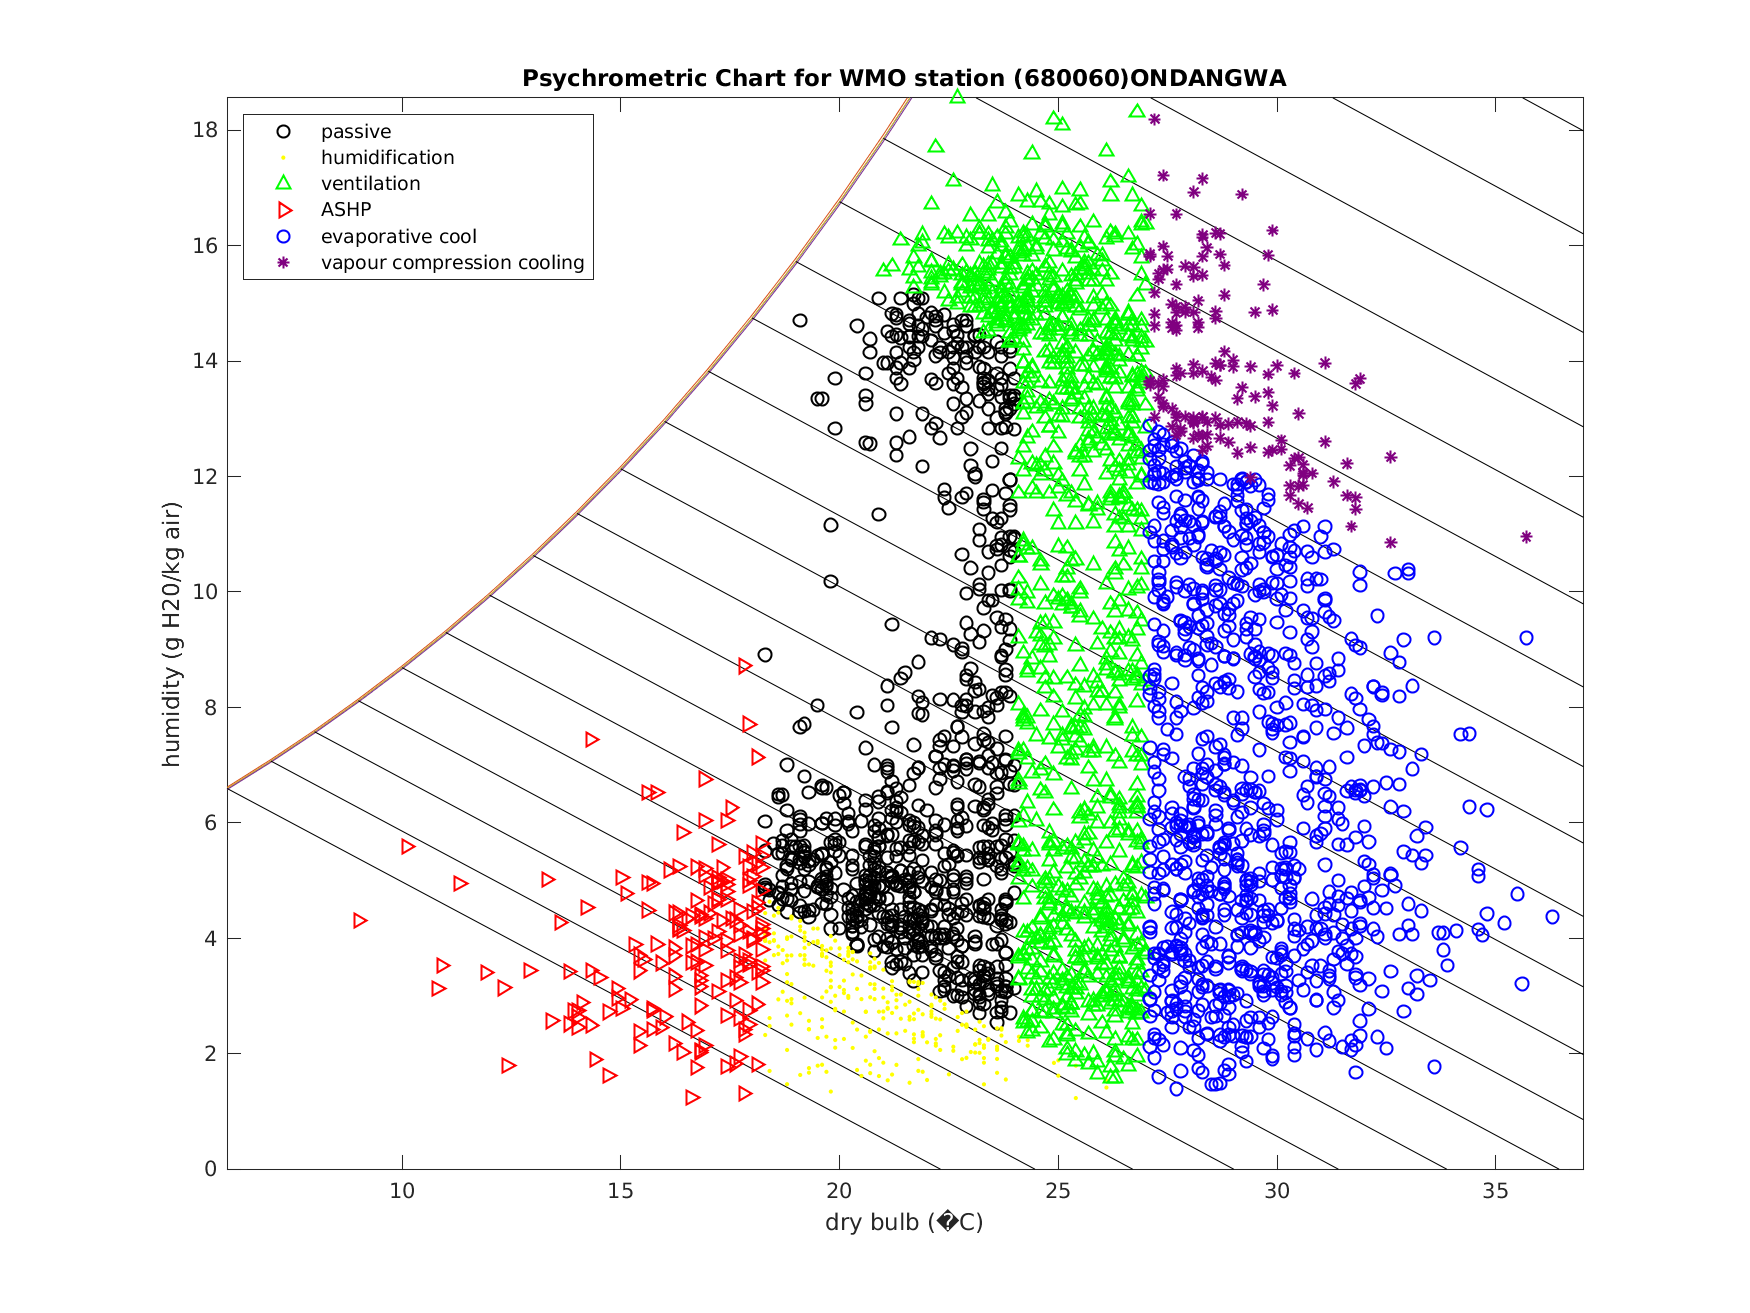 Psychrometric Chart for WMO station (680060)ONDANGWA
passive
humidification
ventilation
ASHP
evaporative cool
vapour compression cooling
humidity (g H20/kg air)
18
16
14
12
10
8
6
4
2
0
10 15 20 25 30 35
dry bulb (�C)